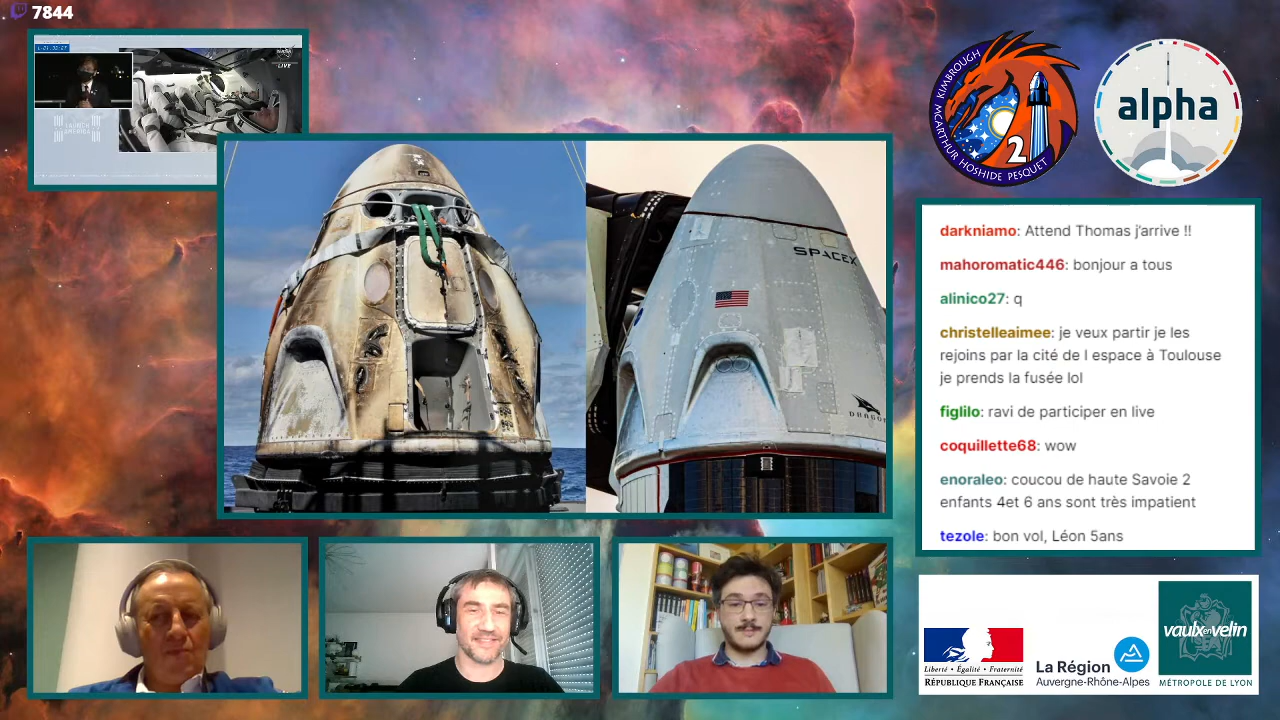 7844
LIVE
SPACEX
DRAGON
MCARTHUR KIMBROUGH
HOSHIDE PESQUET
2
alpha
darkniamo: Attend Thomas j'arrive !!
mahoromatic446: bonjour a tous
alinico27: q
christelleaimee: je veux partir je les
rejoins par la cité de l espace à Toulouse
je prends la fusée lol
figlilo: ravi de participer en live
coquillette68: wow
enoraleo: coucou de haute Savoie 2
enfants 4et 6 ans sont très impatient
tezole: bon vol, Léon 5ans
Liberté • Égalité • Fraternité
RÉPUBLIQUE FRANÇAISE
La Région
Auvergne-Rhône-Alpes
vaulx en velin
MÉTROPOLE DE LYON